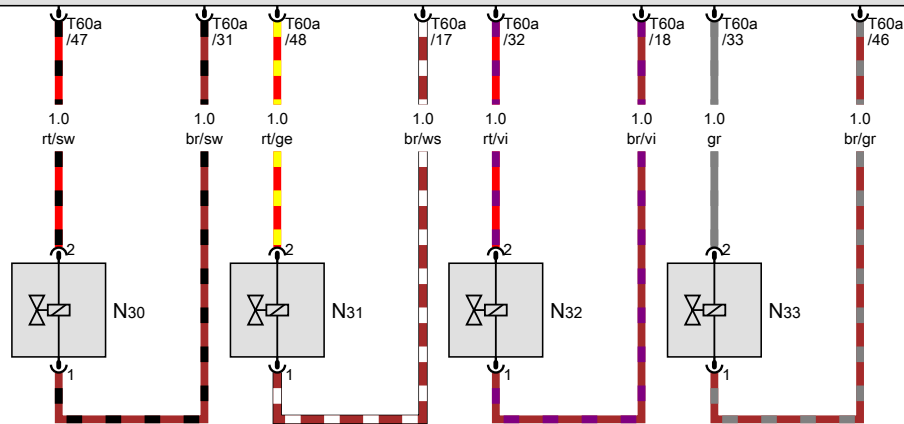 T60a
/47
T60a
/31
T60a
/48
T60a
/17
T60a
/32
T60a
/18
T60a
/33
T60a
/46
1.0
rt/sw
1.0
br/sw
1.0
rt/ge
1.0
br/ws
1.0
rt/vi
1.0
br/vi
1.0
gr
1.0
br/gr
2
N30
1
2
N31
1
2
N32
1
2
N33
1